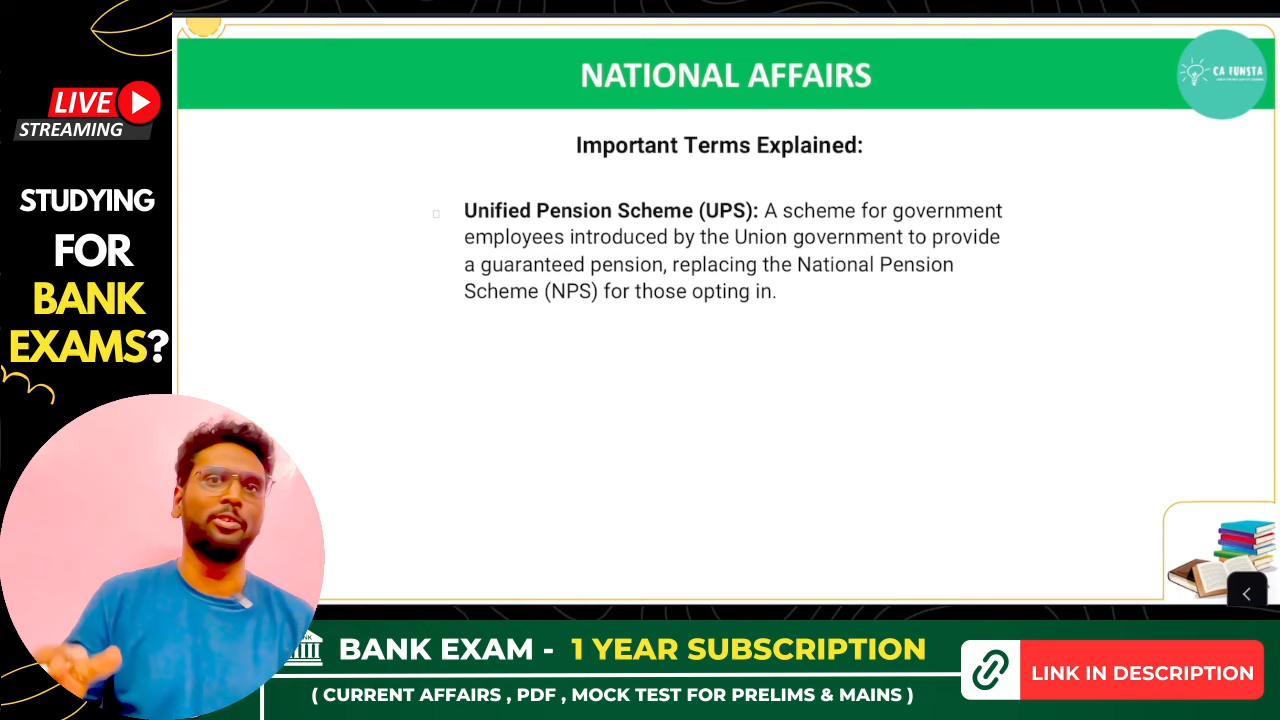 NATIONAL AFFAIRS
CA FUNSTA
LIVE
STREAMING
Important Terms Explained:
STUDYING
FOR
BANK
EXAMS?
Unified Pension Scheme (UPS): A scheme for government
employees introduced by the Union government to provide
a guaranteed pension, replacing the National Pension
Scheme (NPS) for those opting in.
BANK EXAM - 1 YEAR SUBSCRIPTION
( CURRENT AFFAIRS , PDF , MOCK TEST FOR PRELIMS & MAINS )
LINK IN DESCRIPTION